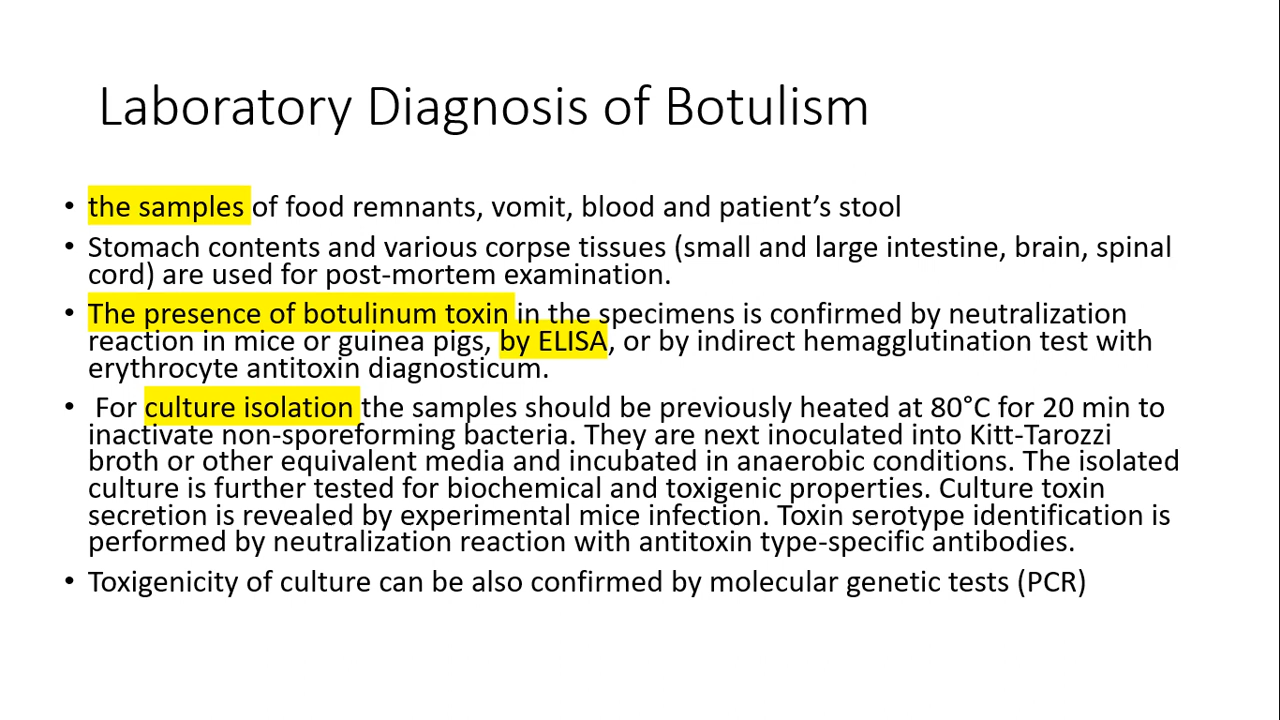 Laboratory Diagnosis of Botulism
• the samples of food remnants, vomit, blood and patient’s stool
• Stomach contents and various corpse tissues (small and large intestine, brain, spinal
cord) are used for post-mortem examination.
• The presence of botulinum toxin in the specimens is confirmed by neutralization
reaction in mice or guinea pigs, by ELISA, or by indirect hemagglutination test with
erythrocyte antitoxin diagnosticum.
• For culture isolation the samples should be previously heated at 80°C for 20 min to
inactivate non-sporeforming bacteria. They are next inoculated into Kitt-Tarozzi
broth or other equivalent media and incubated in anaerobic conditions. The isolated
culture is further tested for biochemical and toxigenic properties. Culture toxin
secretion is revealed by experimental mice infection. Toxin serotype identification is
performed by neutralization reaction with antitoxin type-specific antibodies.
• Toxigenicity of culture can be also confirmed by molecular genetic tests (PCR)